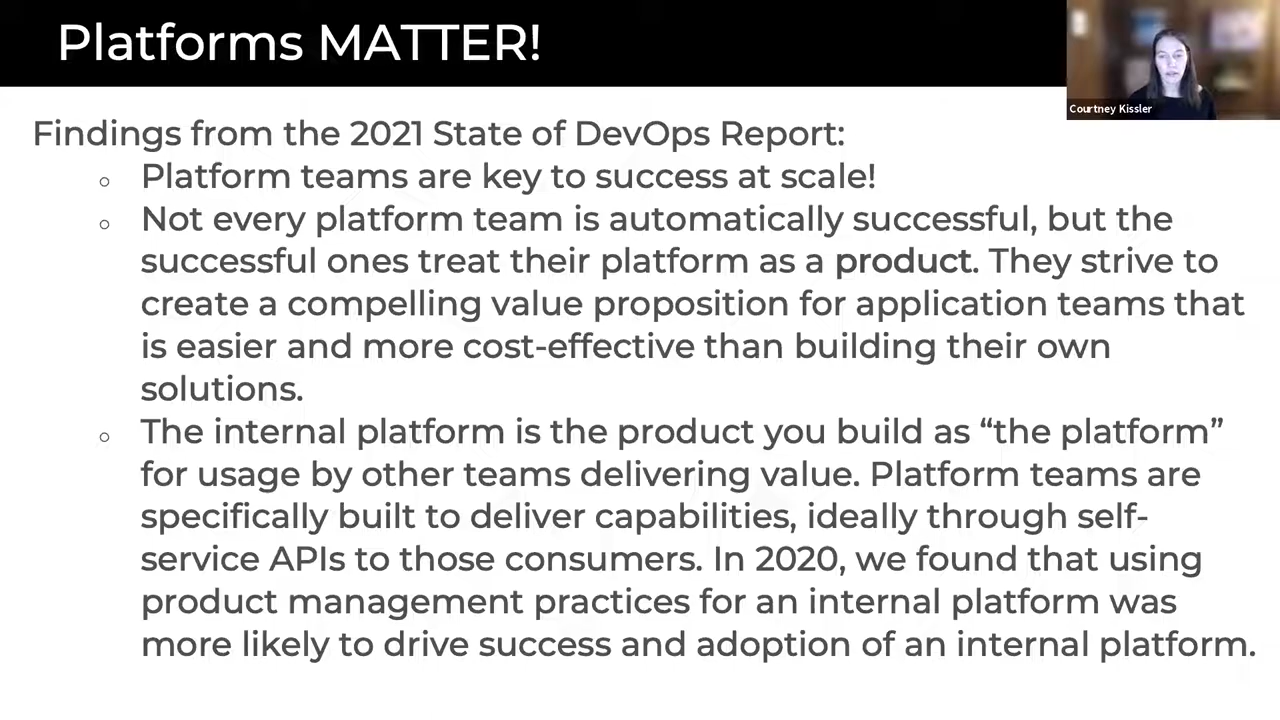 Platforms MATTER!
Courtney Kissler
Findings from the 2021 State of DevOps Report:
Platform teams are key to success at scale!
Not every platform team is automatically successful, but the
successful ones treat their platform as a product. They strive to
create a compelling value proposition for application teams that
is easier and more cost-effective than building their own
solutions.
The internal platform is the product you build as “the platform”
for usage by other teams delivering value. Platform teams are
specifically built to deliver capabilities, ideally through self-
service APIs to those consumers. In 2020, we found that using
product management practices for an internal platform was
more likely to drive success and adoption of an internal platform.